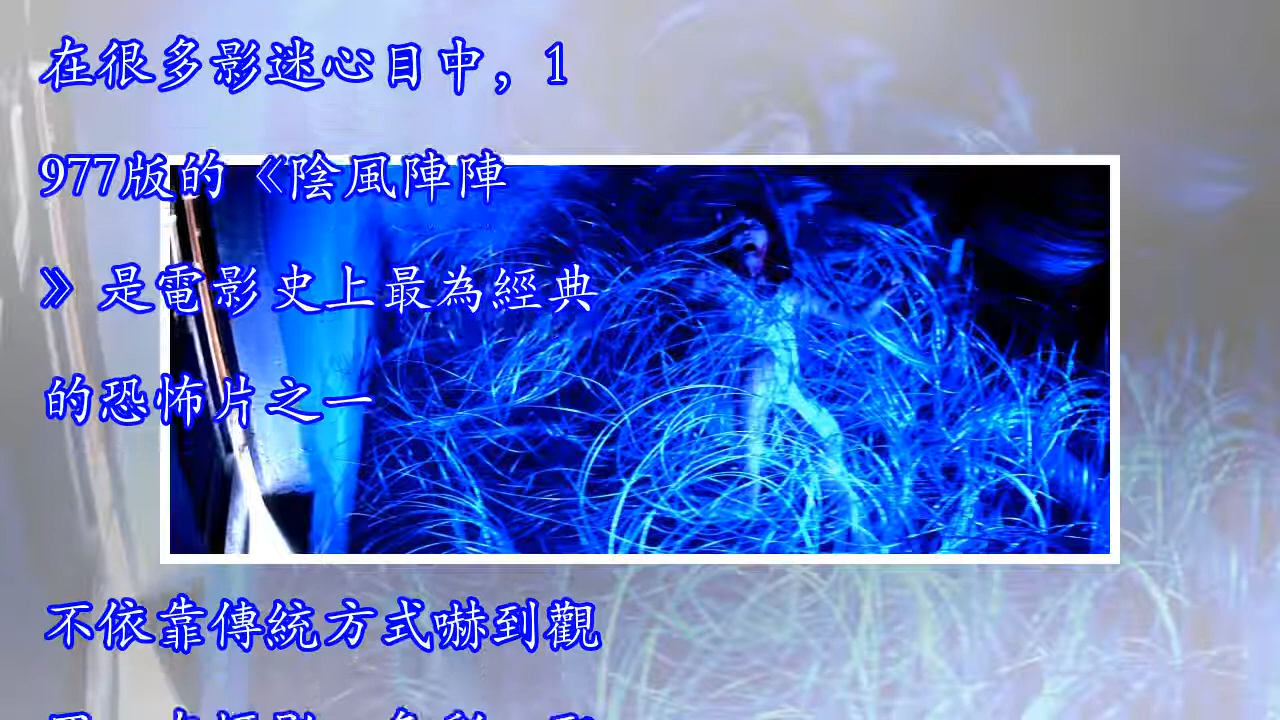 在很多影迷心目中，1
977版的《陰風陣陣
》是電影史上最為經典
的恐怖片之一
不依靠傳統方式嚇到觀